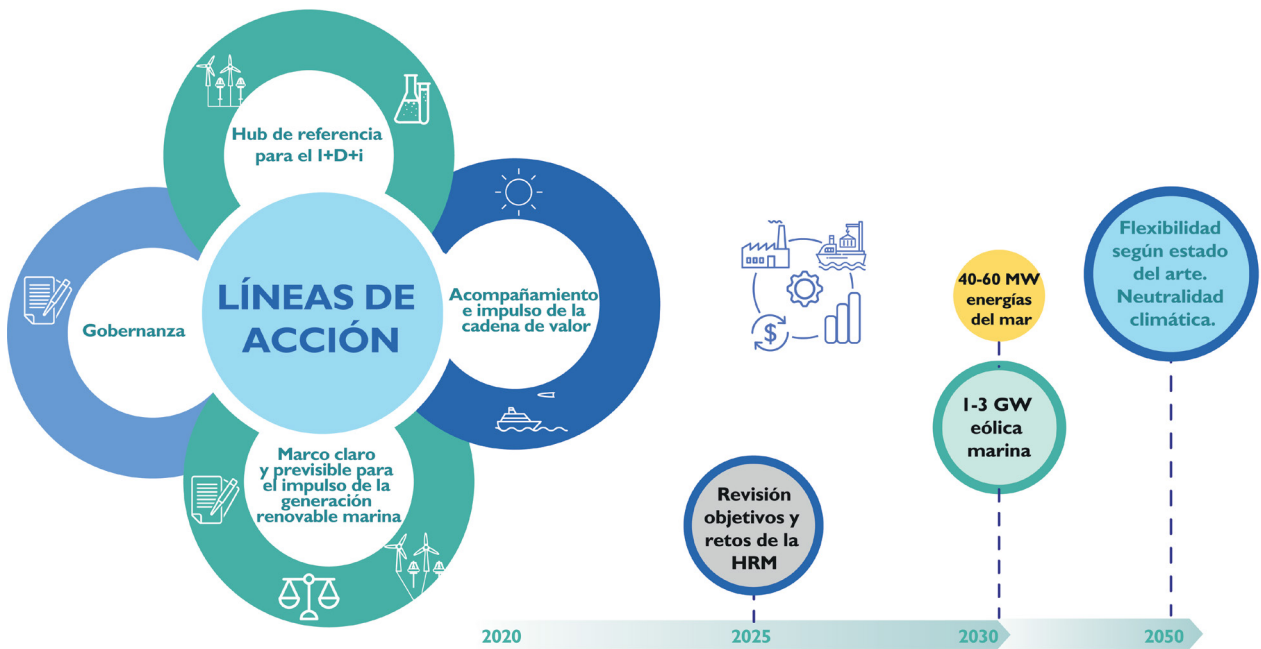 Hub de referencia
para el I+D+i
Gobernanza
LÍNEAS DE
ACCIÓN
Acompañamiento
e impulso de la
cadena de valor
Marco claro
y previsible para
el impulso de la
generación
renovable marina
$
Revisión
objetivos y
retos de la
HRM
40-60 MW
energías
del mar
1-3 GW
eólica
marina
Flexibilidad
según estado
del arte.
Neutralidad
climática.
2020
2025
2030
2050